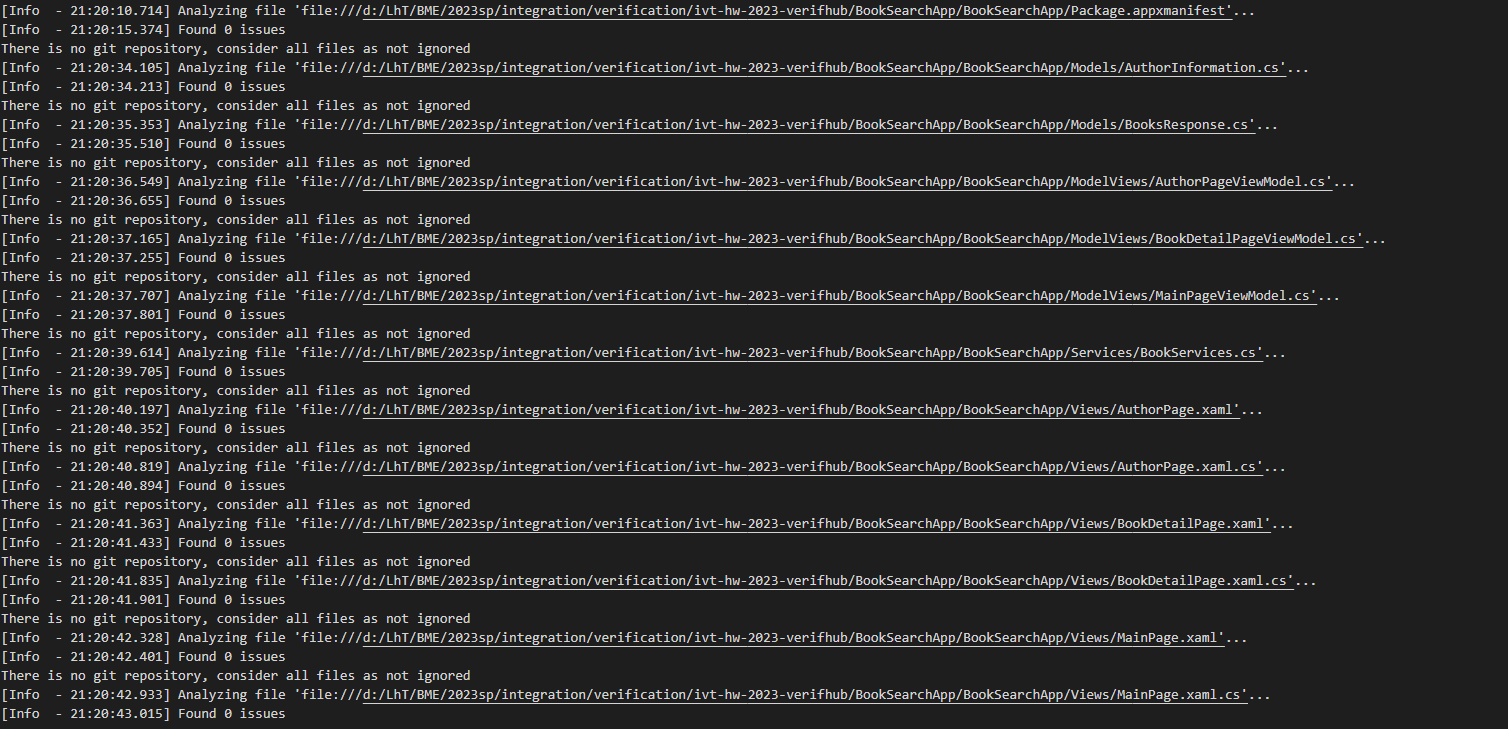 [Info  - 21:20:10.714] Analyzing file 'file:///d:/LhT/BME/2023sp/integration/verification/ivt-hw-2023-verifhub/BookSearchApp/BookSearchApp/Package.appxmanifest'...
[Info  - 21:20:15.374] Found 0 issues
There is no git repository, consider all files as not ignored
[Info  - 21:20:34.105] Analyzing file 'file:///d:/LhT/BME/2023sp/integration/verification/ivt-hw-2023-verifhub/BookSearchApp/BookSearchApp/Models/AuthorInformation.cs'...
[Info  - 21:20:34.213] Found 0 issues
There is no git repository, consider all files as not ignored
[Info  - 21:20:35.353] Analyzing file 'file:///d:/LhT/BME/2023sp/integration/verification/ivt-hw-2023-verifhub/BookSearchApp/BookSearchApp/Models/BooksResponse.cs'...
[Info  - 21:20:35.510] Found 0 issues
There is no git repository, consider all files as not ignored
[Info  - 21:20:36.549] Analyzing file 'file:///d:/LhT/BME/2023sp/integration/verification/ivt-hw-2023-verifhub/BookSearchApp/BookSearchApp/ModelViews/AuthorPageViewModel.cs'...
[Info  - 21:20:36.655] Found 0 issues
There is no git repository, consider all files as not ignored
[Info  - 21:20:37.165] Analyzing file 'file:///d:/LhT/BME/2023sp/integration/verification/ivt-hw-2023-verifhub/BookSearchApp/BookSearchApp/ModelViews/BookDetailPageViewModel.cs'...
[Info  - 21:20:37.255] Found 0 issues
There is no git repository, consider all files as not ignored
[Info  - 21:20:37.707] Analyzing file 'file:///d:/LhT/BME/2023sp/integration/verification/ivt-hw-2023-verifhub/BookSearchApp/BookSearchApp/ModelViews/MainPageViewModel.cs'...
[Info  - 21:20:37.801] Found 0 issues
There is no git repository, consider all files as not ignored
[Info  - 21:20:39.614] Analyzing file 'file:///d:/LhT/BME/2023sp/integration/verification/ivt-hw-2023-verifhub/BookSearchApp/BookSearchApp/Services/BookServices.cs'...
[Info  - 21:20:39.705] Found 0 issues
There is no git repository, consider all files as not ignored
[Info  - 21:20:40.197] Analyzing file 'file:///d:/LhT/BME/2023sp/integration/verification/ivt-hw-2023-verifhub/BookSearchApp/BookSearchApp/Views/AuthorPage.xaml'...
[Info  - 21:20:40.352] Found 0 issues
There is no git repository, consider all files as not ignored
[Info  - 21:20:40.819] Analyzing file 'file:///d:/LhT/BME/2023sp/integration/verification/ivt-hw-2023-verifhub/BookSearchApp/BookSearchApp/Views/AuthorPage.xaml.cs'...
[Info  - 21:20:40.894] Found 0 issues
There is no git repository, consider all files as not ignored
[Info  - 21:20:41.363] Analyzing file 'file:///d:/LhT/BME/2023sp/integration/verification/ivt-hw-2023-verifhub/BookSearchApp/BookSearchApp/Views/BookDetailPage.xaml'...
[Info  - 21:20:41.433] Found 0 issues
There is no git repository, consider all files as not ignored
[Info  - 21:20:41.835] Analyzing file 'file:///d:/LhT/BME/2023sp/integration/verification/ivt-hw-2023-verifhub/BookSearchApp/BookSearchApp/Views/BookDetailPage.xaml.cs'...
[Info  - 21:20:41.901] Found 0 issues
There is no git repository, consider all files as not ignored
[Info  - 21:20:42.328] Analyzing file 'file:///d:/LhT/BME/2023sp/integration/verification/ivt-hw-2023-verifhub/BookSearchApp/BookSearchApp/Views/MainPage.xaml'...
[Info  - 21:20:42.401] Found 0 issues
There is no git repository, consider all files as not ignored
[Info  - 21:20:42.933] Analyzing file 'file:///d:/LhT/BME/2023sp/integration/verification/ivt-hw-2023-verifhub/BookSearchApp/BookSearchApp/Views/MainPage.xaml.cs'...
[Info  - 21:20:43.015] Found 0 issues